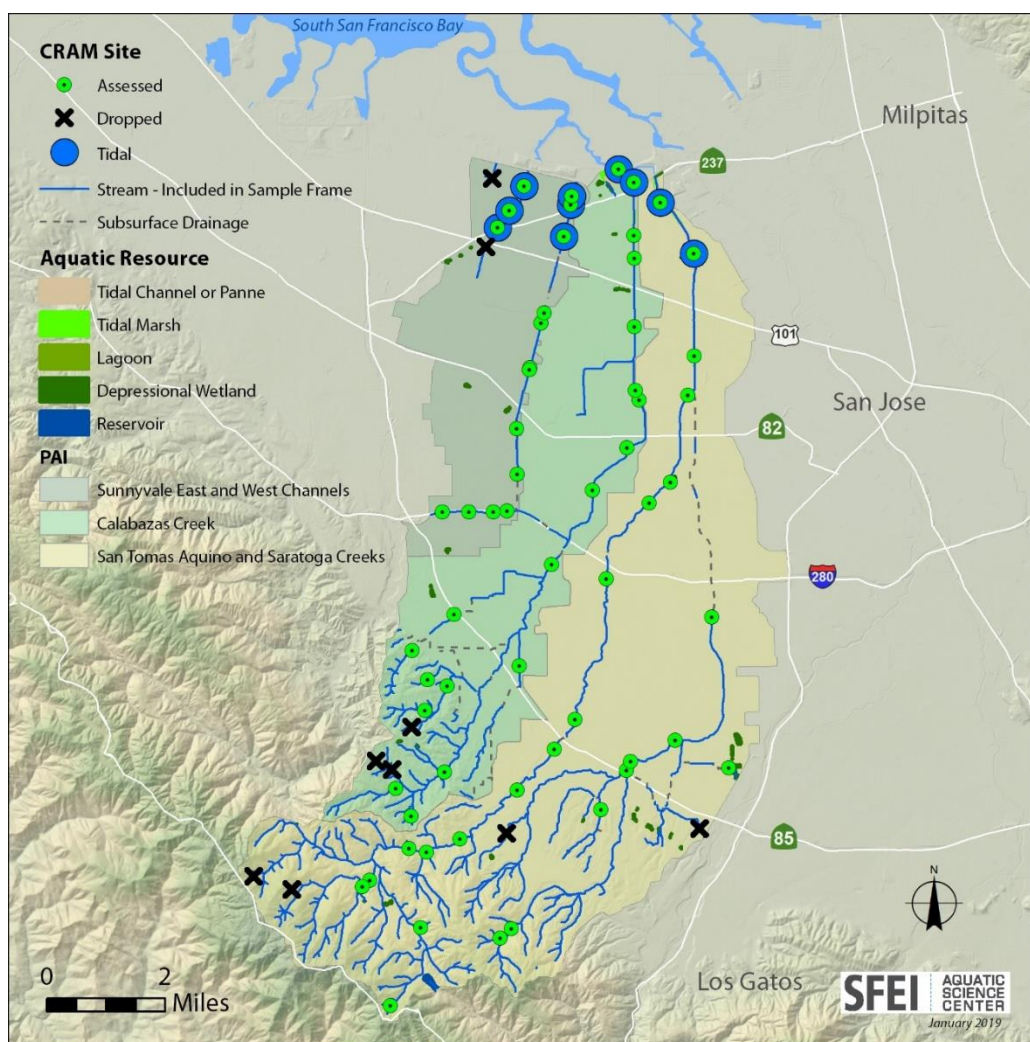 South San Francisco Bay
CRAM Site
Assessed
Dropped
Tidal
Stream - Included in Sample Frame
Subsurface Drainage
Aquatic Resource
Tidal Channel or Panne
Tidal Marsh
Lagoon
Depressional Wetland
Reservoir
PAI
Sunnyvale East and West Channels
Calabazas Creek
San Tomas Aquino and Saratoga Creeks
Milpitas
237
101
San Jose
82
280
85
N
Los Gatos
0 2
Miles
SFEI AQUATIC
SCIENCE
CENTER
January 2019